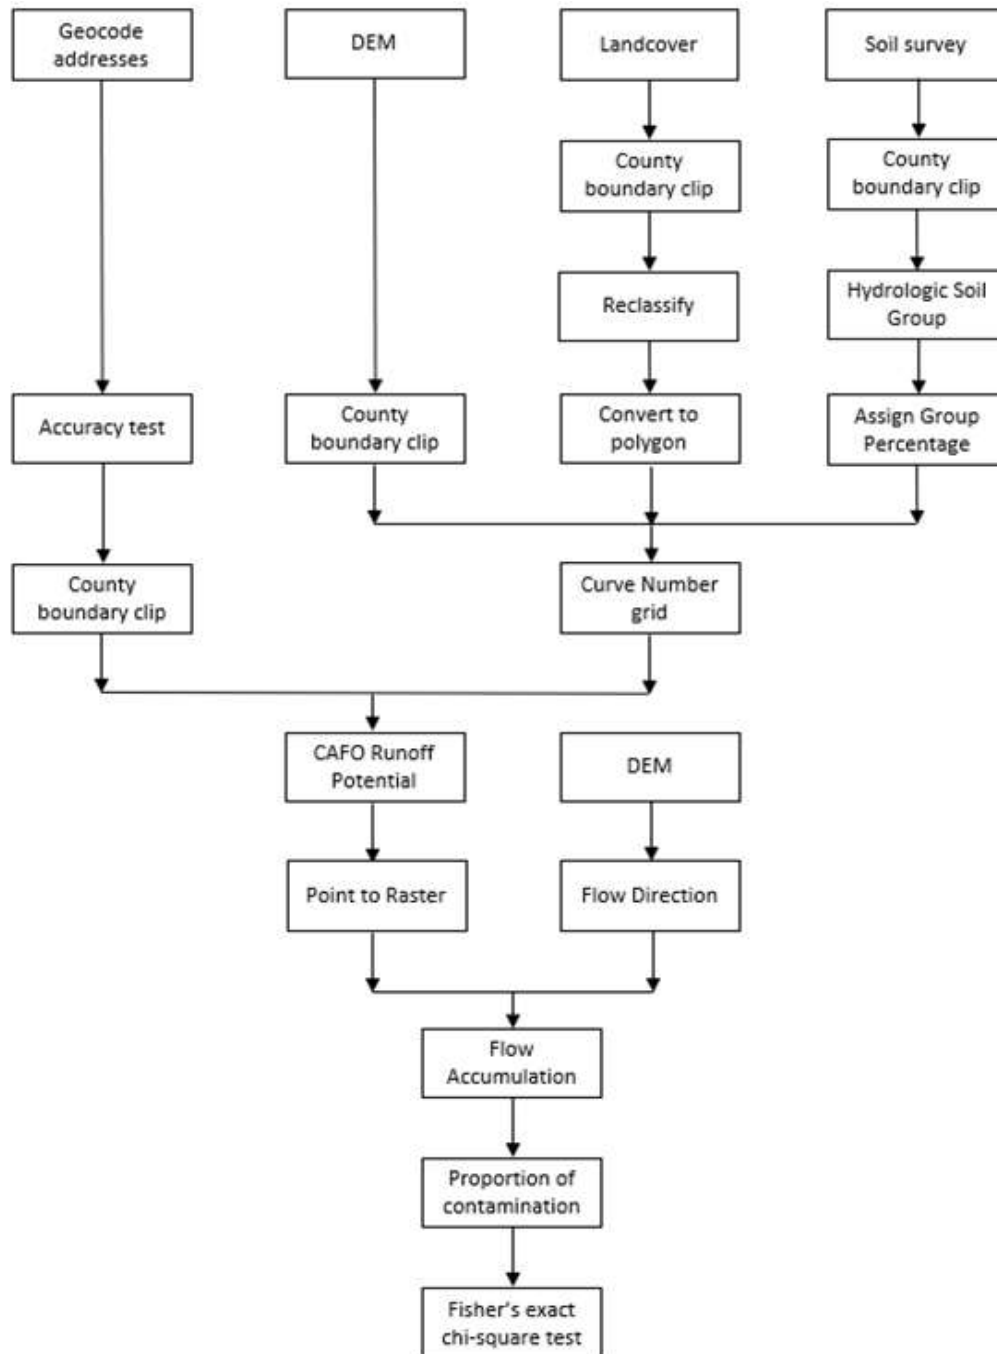 Geocode
addresses
DEM
Landcover
Soil survey
County
boundary clip
County
boundary clip
Reclassify
Hydrologic Soil
Group
Accuracy test
County
boundary clip
Convert to
polygon
Assign Group
Percentage
County
boundary clip
Curve Number
grid
CAFO Runoff
Potential
DEM
Point to Raster
Flow Direction
Flow
Accumulation
Proportion of
contamination
Fisher's exact
chi-square test